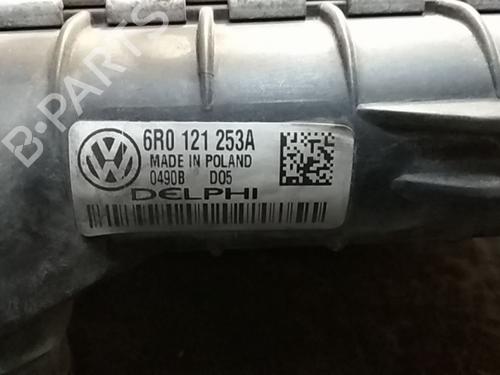 B-PARTS
6R0 121 253A
MADE IN POLAND
0490B D05
DELPHI